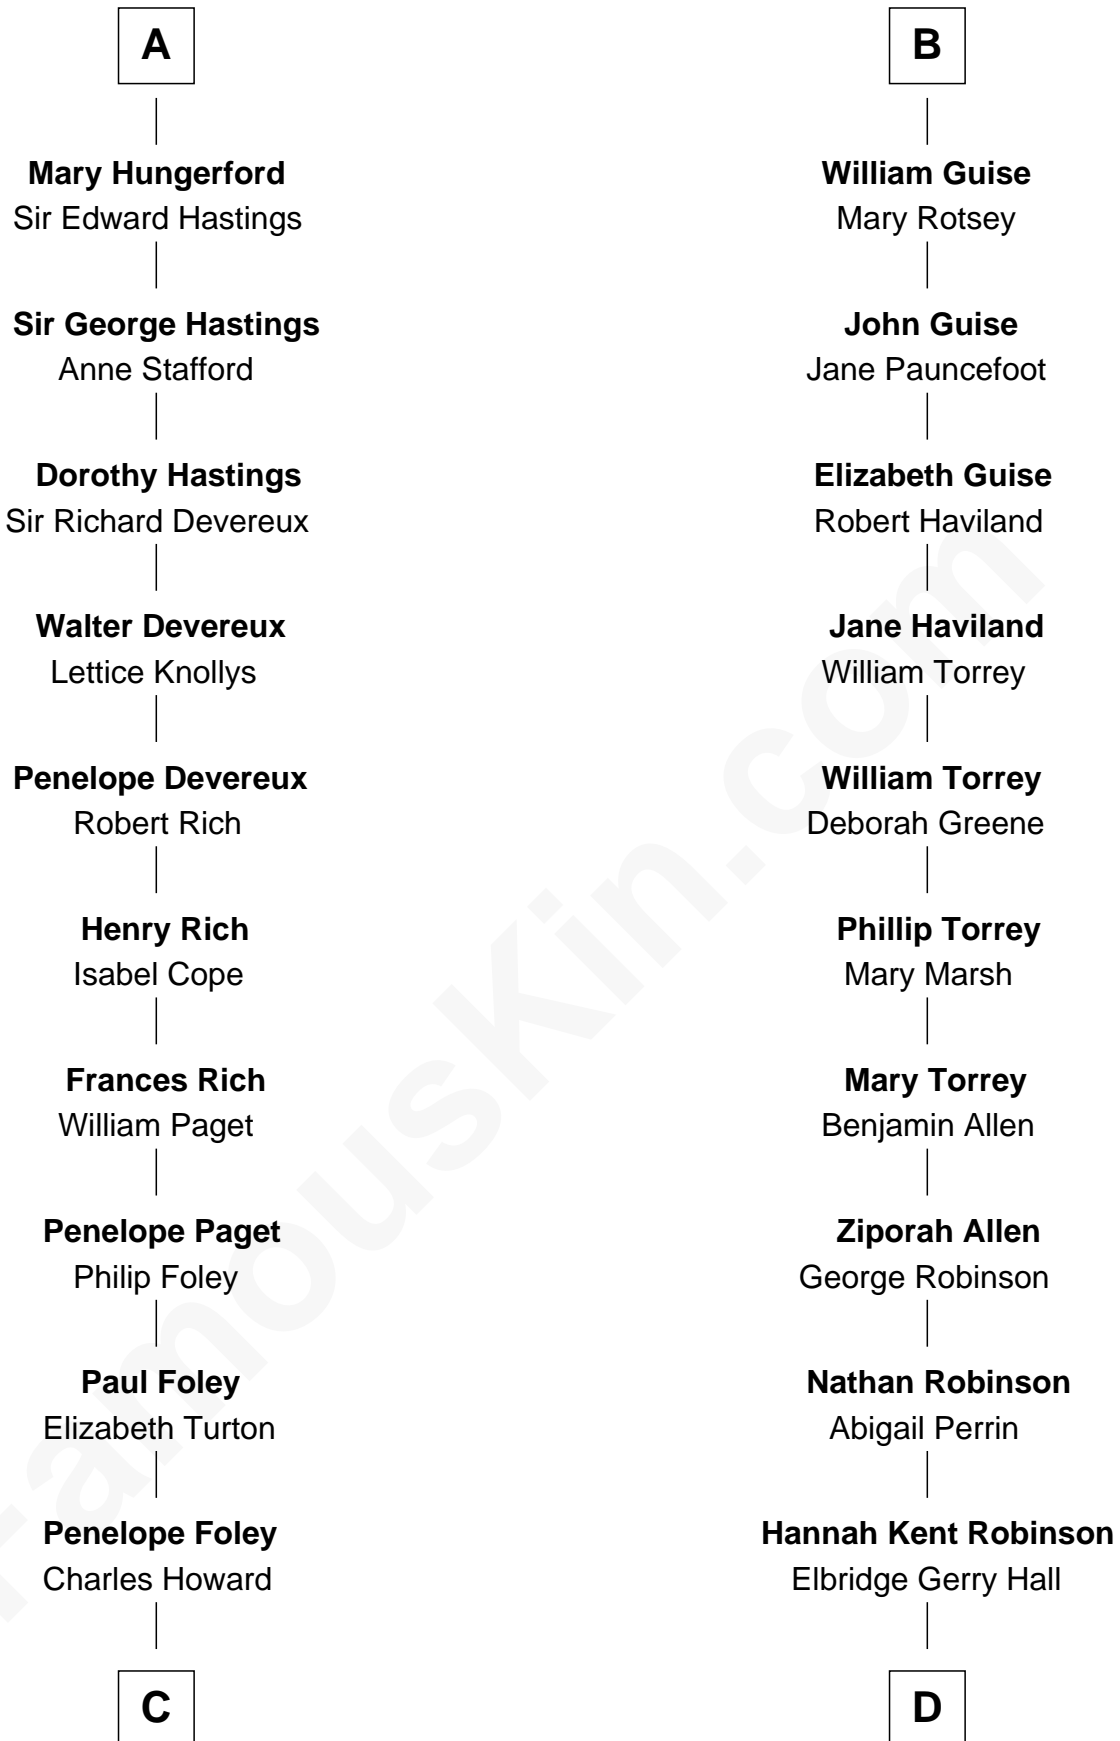 A
Mary Hungerford
Sir Edward Hastings
Sir George Hastings
Anne Stafford
Dorothy Hastings
Sir Richard Devereux
Walter Devereux
Lettice Knollys
Penelope Devereux
Robert Rich
Henry Rich
Isabel Cope
Frances Rich
William Paget
Penelope Paget
Philip Foley
Paul Foley
Elizabeth Turton
Penelope Foley
Charles Howard
C
B
William Guise
Mary Rotsey
John Guise
Jane Pauncefoot
Elizabeth Guise
Robert Haviland
Jane Haviland
William Torrey
William Torrey
Deborah Greene
Phillip Torrey
Mary Marsh
Mary Torrey
Benjamin Allen
Ziporah Allen
George Robinson
Nathan Robinson
Abigail Perrin
Hannah Kent Robinson
Elbridge Gerry Hall
D
FamousKin.com